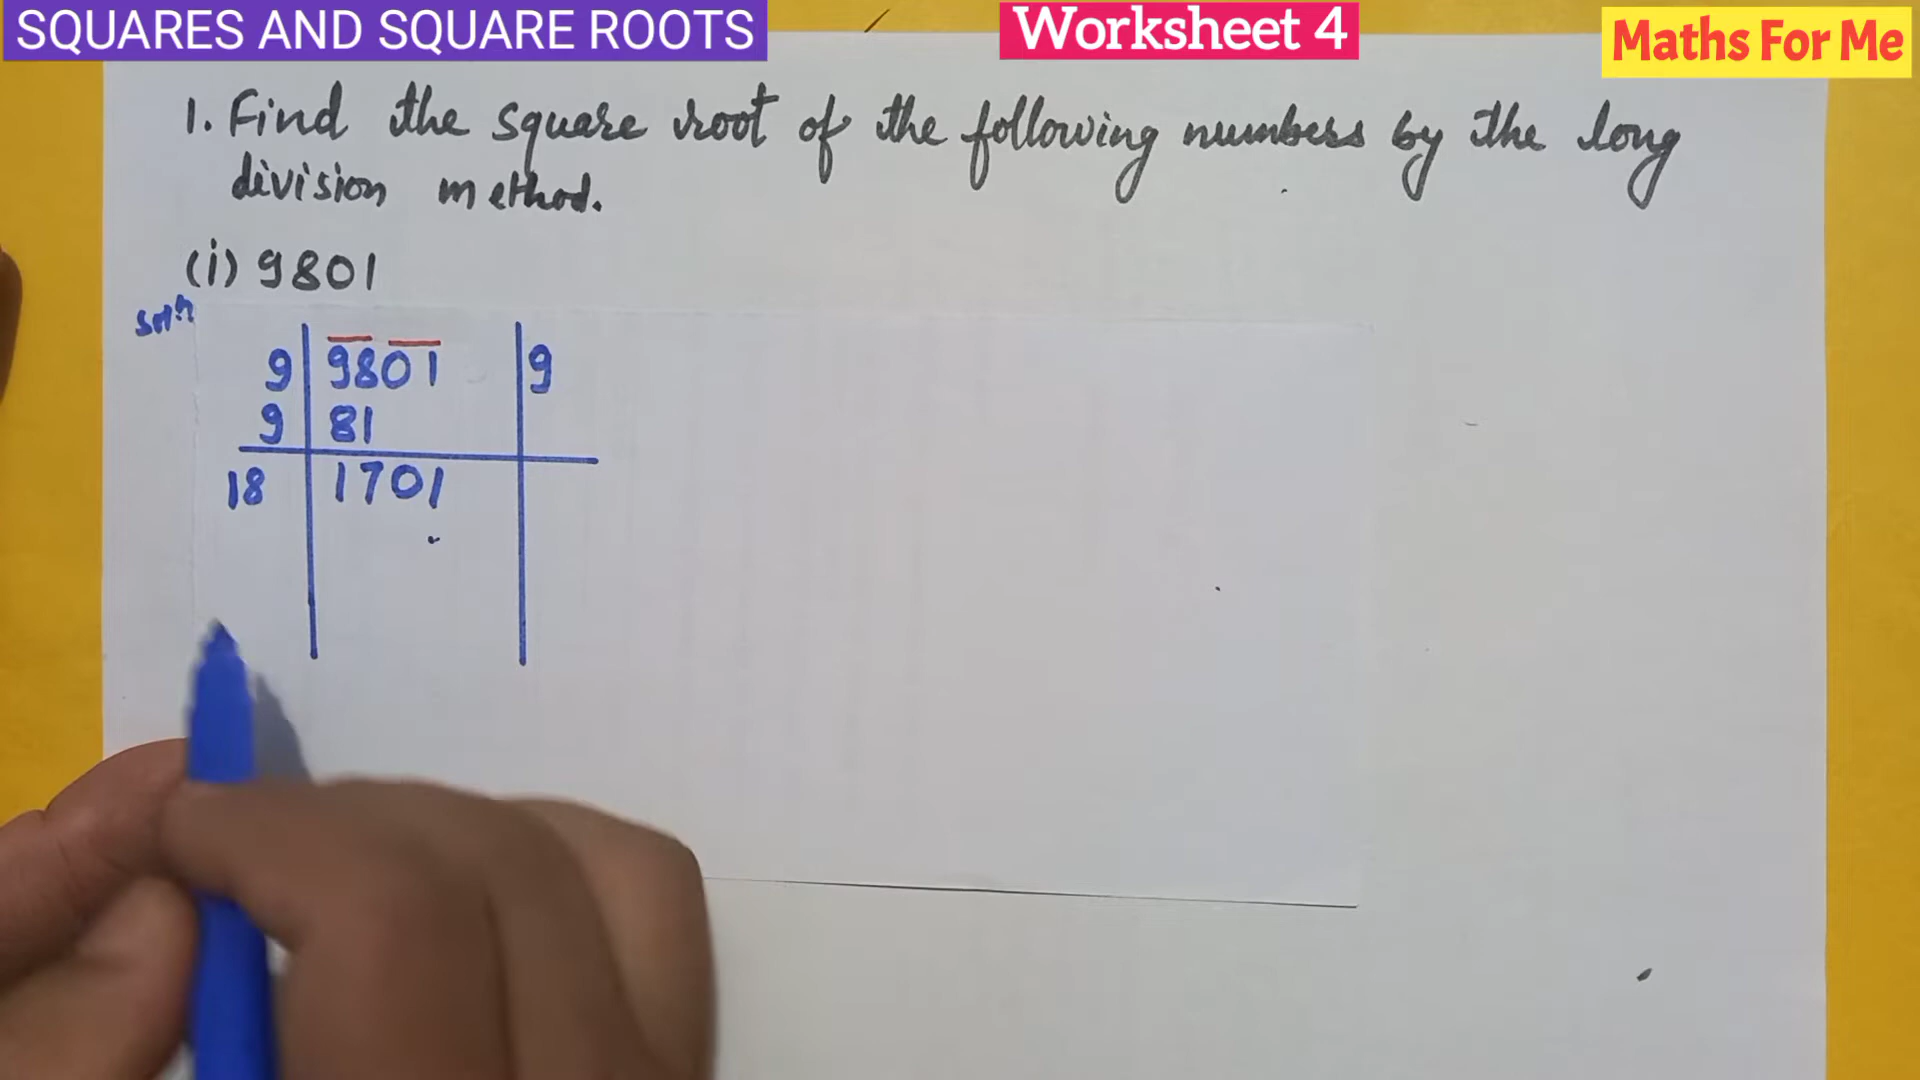 SQUARES AND SQUARE ROOTS
Worksheet 4
Maths For Me
1. Find the square root of the following numbers by the long
division method.
(i) 9801
Solⁿ
9 9801 9
9 81
18 1701